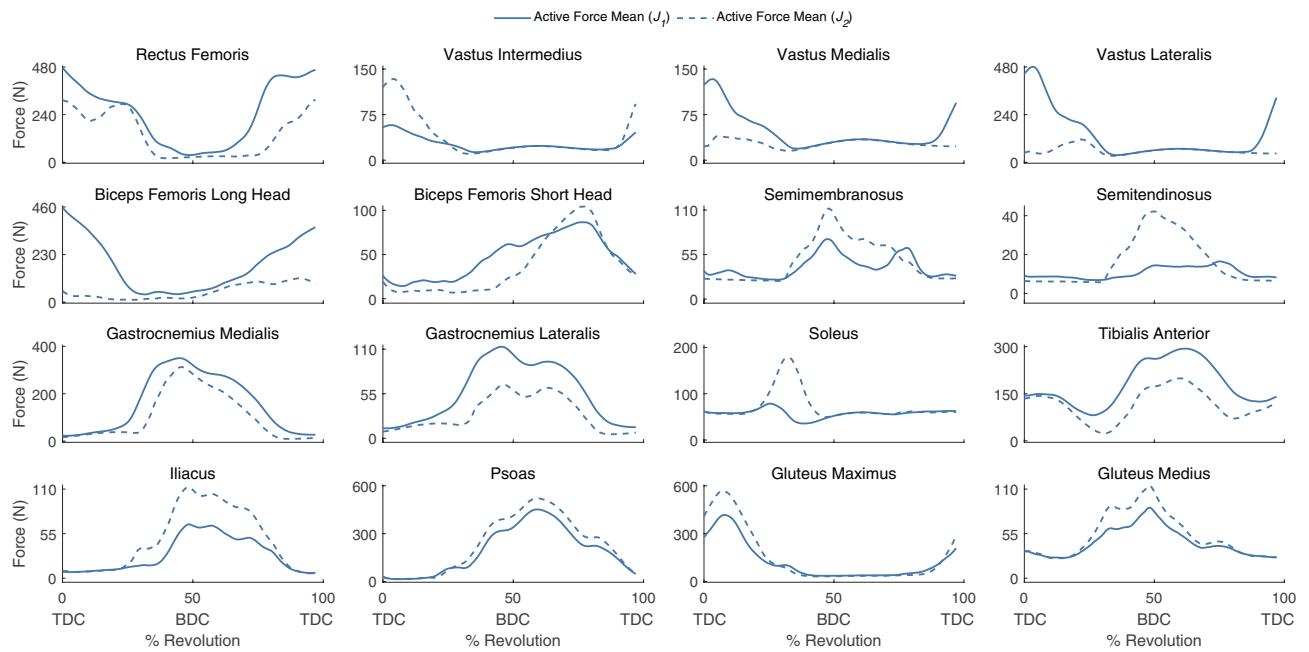 Active Force Mean (J1) Active Force Mean (J2)
Rectus Femoris Vastus Intermedius Vastus Medialis Vastus Lateralis
480 150 150 480
Force (N) 240 75 75 240
0 0 0 0
Biceps Femoris Long Head Biceps Femoris Short Head Semimembranosus Semitendinosus
460 100 110 40
Force (N) 230 50 55 20
0 0 0 0
Gastrocnemius Medialis Gastrocnemius Lateralis Soleus Tibialis Anterior
400 110 200 300
Force (N) 200 55 100 150
0 0 0 0
Iliacus Psoas Gluteus Maximus Gluteus Medius
110 600 600 110
Force (N) 55 300 300 55
0 0 0 0
0 50 100 0 50 100 0 50 100 0 50 100
TDC BDC TDC BDC TDC TDC BDC TDC BDC TDC
% Revolution % Revolution % Revolution % Revolution